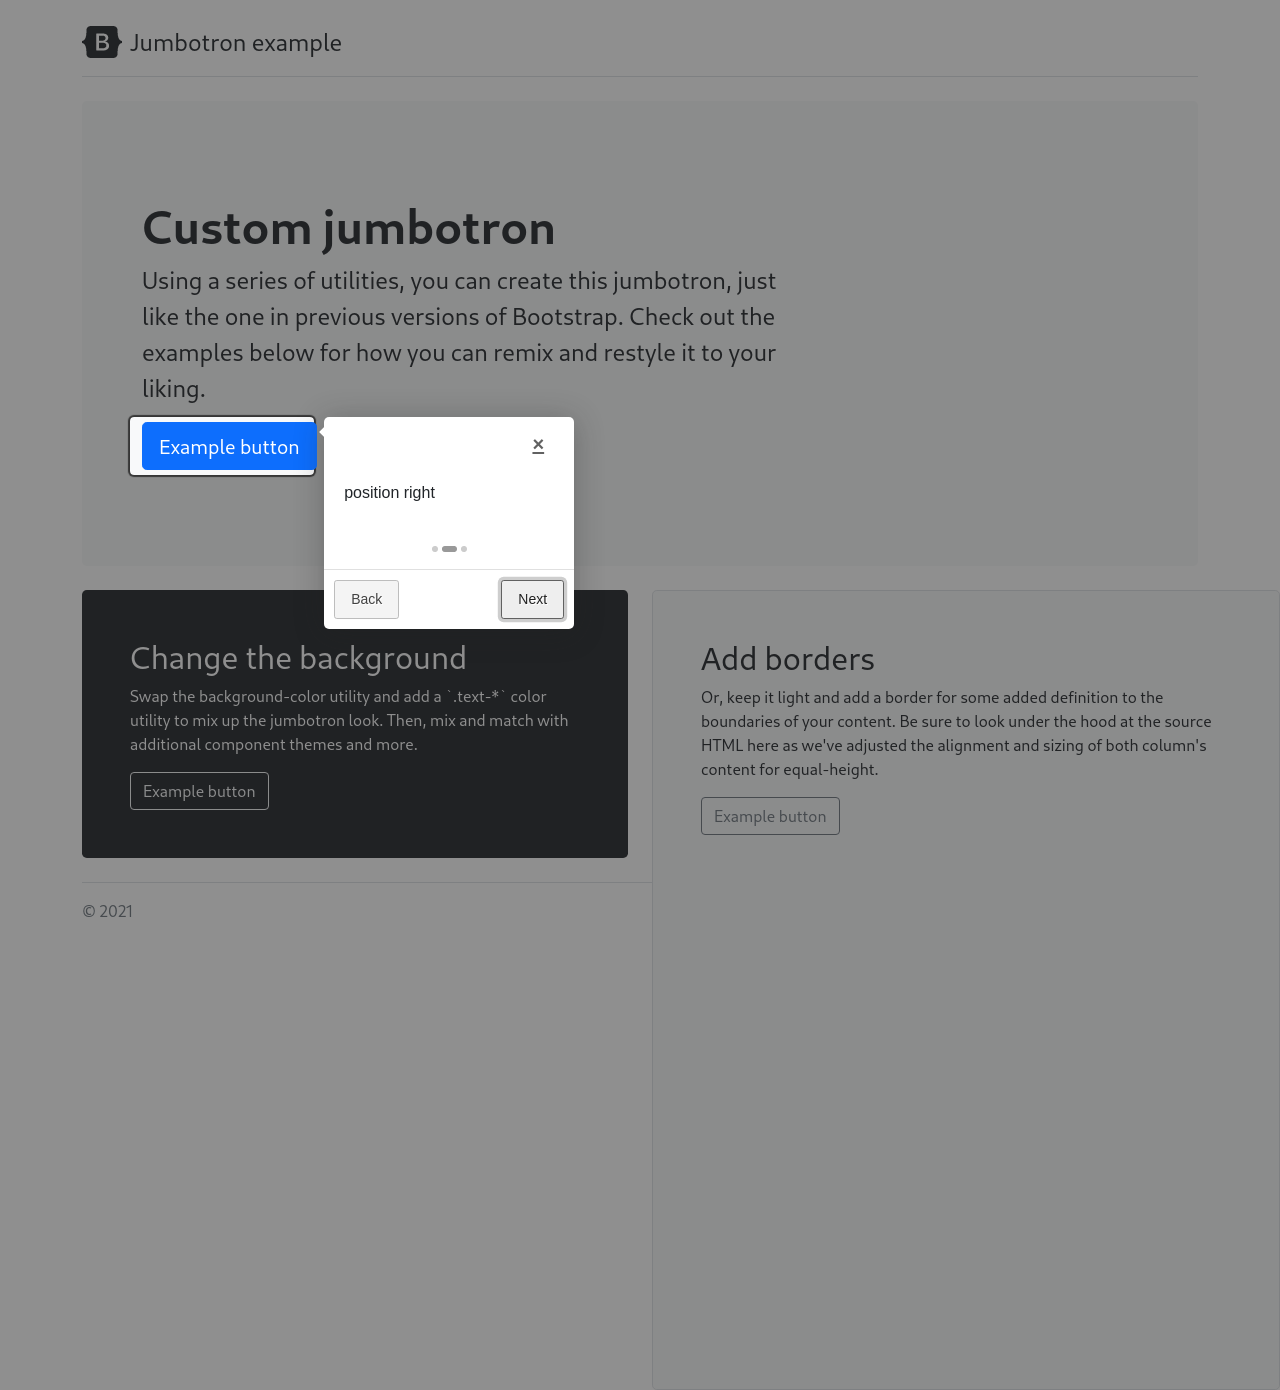 B Jumbotron example
Custom jumbotron
Using a series of utilities, you can create this jumbotron, just
like the one in previous versions of Bootstrap. Check out the
examples below for how you can remix and restyle it to your
liking.
Example button
×
position right
Back
Next
Change the background
Swap the background-color utility and add a `.text-*` color
utility to mix up the jumbotron look. Then, mix and match with
additional component themes and more.
Example button
Add borders
Or, keep it light and add a border for some added definition to the
boundaries of your content. Be sure to look under the hood at the source
HTML here as we've adjusted the alignment and sizing of both column's
content for equal-height.
Example button
© 2021